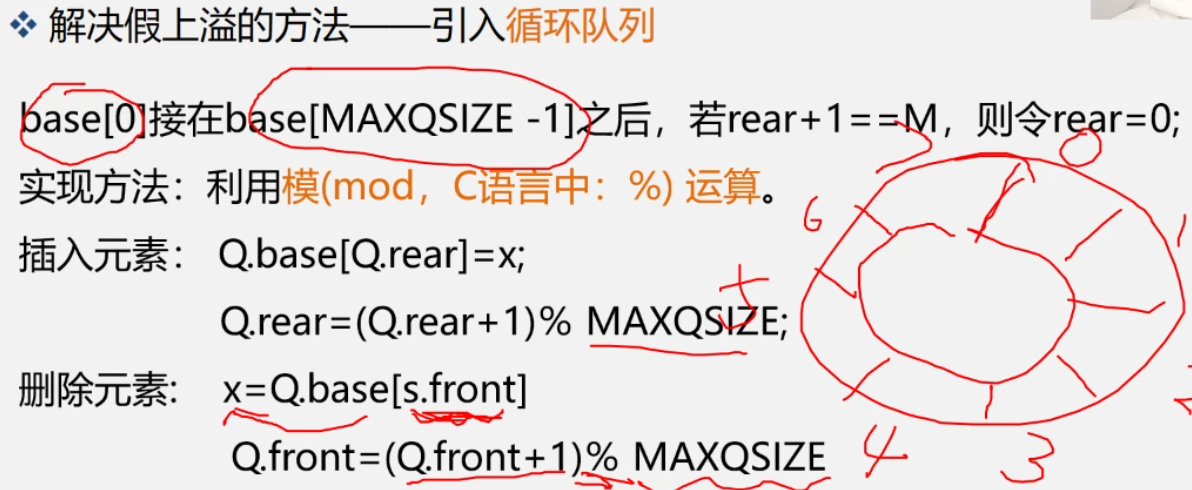 ❖ 解决假上溢的方法——引入循环队列
base[0]接在base[MAXQSIZE -1]之后，若rear+1==M，则令rear=0;
实现方法：利用模(mod，C语言中：%) 运算。
插入元素： Q.base[Q.rear]=x;
Q.rear=(Q.rear+1)% MAXQSIZE;
删除元素: x=Q.base[s.front]
Q.front=(Q.front+1)% MAXQSIZE
0
1
3
4
5
6